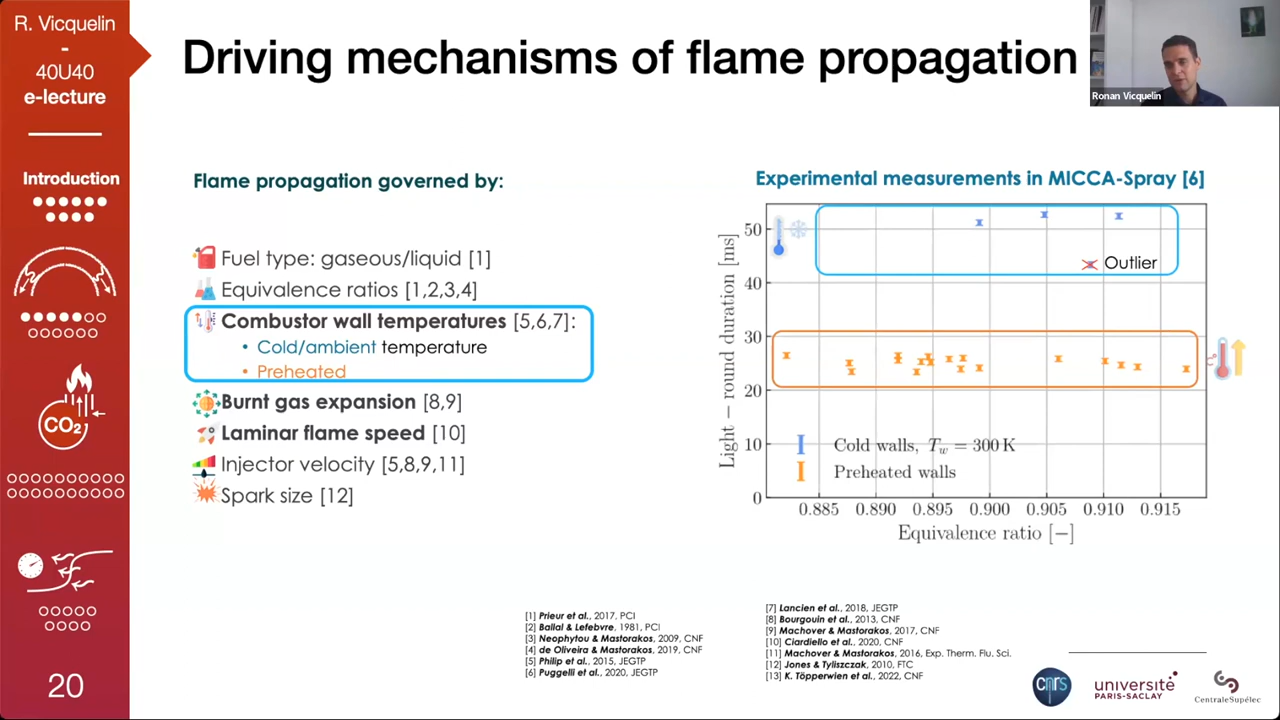 R. Vicquelin
-
40U40
e-lecture
Introduction
CO₂
20
Driving mechanisms of flame propagation
Ronan Vicquelin
Flame propagation governed by:
Fuel type: gaseous/liquid [1]
Equivalence ratios [1,2,3,4]
Combustor wall temperatures [5,6,7]:
• Cold/ambient temperature
• Preheated
Burnt gas expansion [8,9]
Laminar flame speed [10]
Injector velocity [5,8,9,11]
Spark size [12]
Experimental measurements in MICCA-Spray [6]
Light − round duration [ms]
50
40
30
20
10
0
Outlier
Cold walls, T_w = 300 K
Preheated walls
0.885 0.890 0.895 0.900 0.905 0.910 0.915
Equivalence ratio [−]
[1] Prieur et al., 2017, PCI
[2] Ballal & Lefebvre, 1981, PCI
[3] Neophytou & Mastorakos, 2009, CNF
[4] de Oliveira & Mastorakos, 2019, CNF
[5] Philip et al., 2015, JEGTP
[6] Puggelli et al., 2020, JEGTP
[7] Lancien et al., 2018, JEGTP
[8] Bourgouin et al., 2013, CNF
[9] Machover & Mastorakos, 2017, CNF
[10] Ciardiello et al., 2020, CNF
[11] Machover & Mastorakos, 2016, Exp. Therm. Flu. Sci.
[12] Jones & Tyliszczak, 2010, FTC
[13] K. Töpperwien et al., 2022, CNF
cnrs
université
PARIS-SACLAY
CentraleSupélec